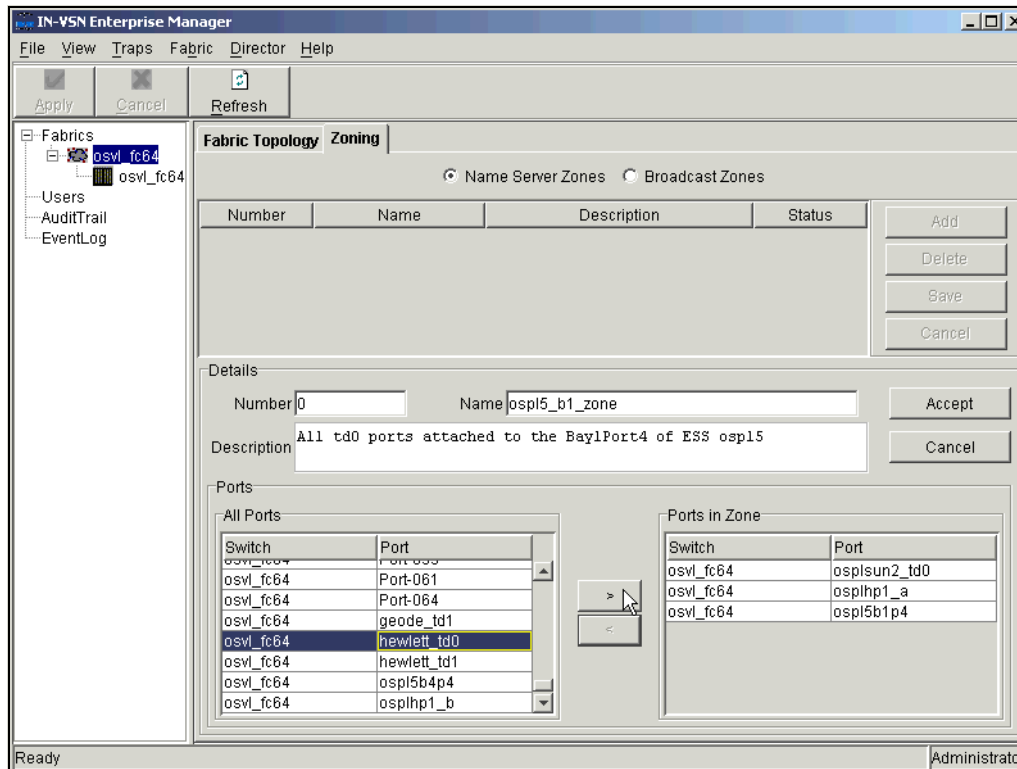 IN-VSN Enterprise Manager
File View Traps Fabric Director Help
Apply Cancel Refresh
Fabrics
osvl_fc64
osvl_fc64
Users
AuditTrail
EventLog
Fabric Topology Zoning
Name Server Zones Broadcast Zones
Number Name Description Status
Add
Delete
Save
Cancel
Details
Number 0 Name ospl5_b1_zone Accept
Description All td0 ports attached to the Bay1Port4 of ESS ospl5 Cancel
Ports
All Ports
Switch Port
osvl_fc64
osvl_fc64 Port-061
osvl_fc64 Port-064
osvl_fc64 geode_td1
osvl_fc64 hewlett_td0
osvl_fc64 hewlett_td1
osvl_fc64 ospl5b4p4
osvl_fc64 osplhp1_b
>
<
Ports in Zone
Switch Port
osvl_fc64 osplsun2_td0
osvl_fc64 osplhp1_a
osvl_fc64 ospl5b1p4
Ready Administrato